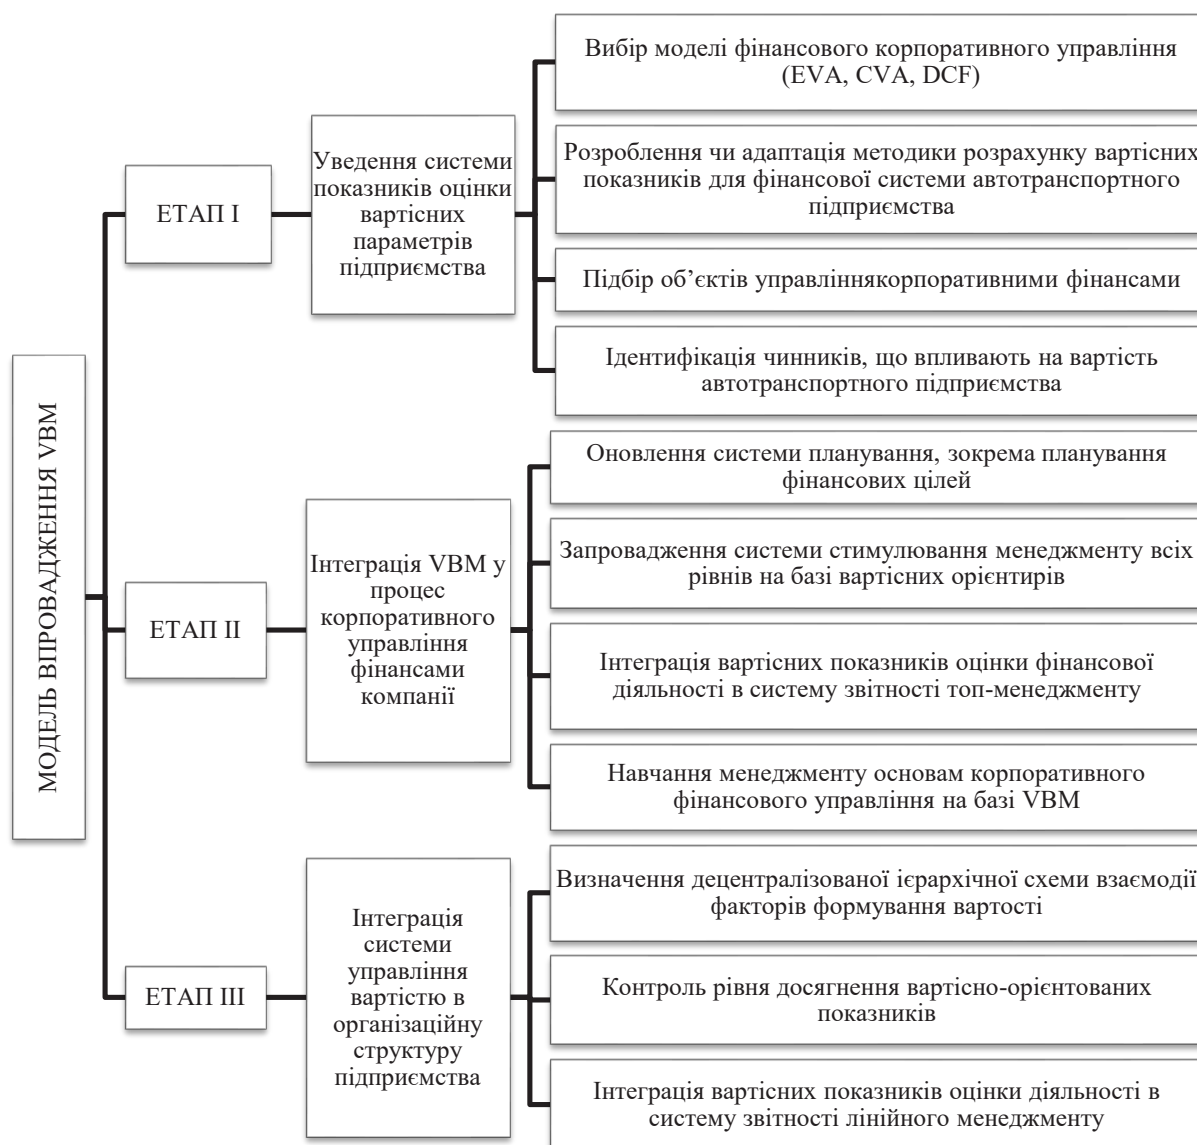 МОДЕЛЬ ВПРОВАДЖЕННЯ VBM
ЕТАП I
Уведення системи
показників оцінки
вартісних
параметрів
підприємства
Вибір моделі фінансового корпоративного управління
(EVA, CVA, DCF)
Розроблення чи адаптація методики розрахунку вартісних
показників для фінансової системи автотранспортного
підприємства
Підбір об’єктів управліннякорпоративними фінансами
Ідентифікація чинників, що впливають на вартість
автотранспортного підприємства
ЕТАП II
Інтеграція VBM у
процес
корпоративного
управління
фінансами
компанії
Оновлення системи планування, зокрема планування
фінансових цілей
Запровадження системи стимулювання менеджменту всіх
рівнів на базі вартісних орієнтирів
Інтеграція вартісних показників оцінки фінансової
діяльності в систему звітності топ-менеджменту
Навчання менеджменту основам корпоративного
фінансового управління на базі VBM
ЕТАП III
Інтеграція
системи
управління
вартістю в
організаційну
структуру
підприємства
Визначення децентралізованої ієрархічної схеми взаємодії
факторів формування вартості
Контроль рівня досягнення вартісно-орієнтованих
показників
Інтеграція вартісних показників оцінки діяльності в
систему звітності лінійного менеджменту